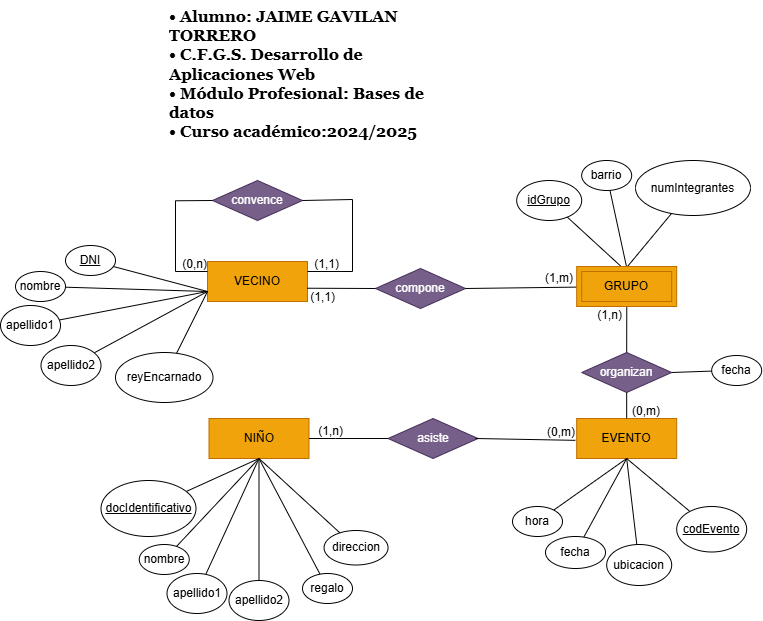 • Alumno: JAIME GAVILAN
TORRERO
• C.F.G.S. Desarrollo de
Aplicaciones Web
• Módulo Profesional: Bases de
datos
• Curso académico:2024/2025
convence
idGrupo
barrio
numIntegrantes
(0,n)
(1,1)
DNI
nombre
apellido1
apellido2
reyEncarnado
VECINO
(1,1)
compone
(1,m)
GRUPO
(1,n)
organizan
fecha
(0,m)
NIÑO
(1,n)
asiste
(0,m)
EVENTO
docIdentificativo
nombre
apellido1
apellido2
regalo
direccion
hora
fecha
ubicacion
codEvento